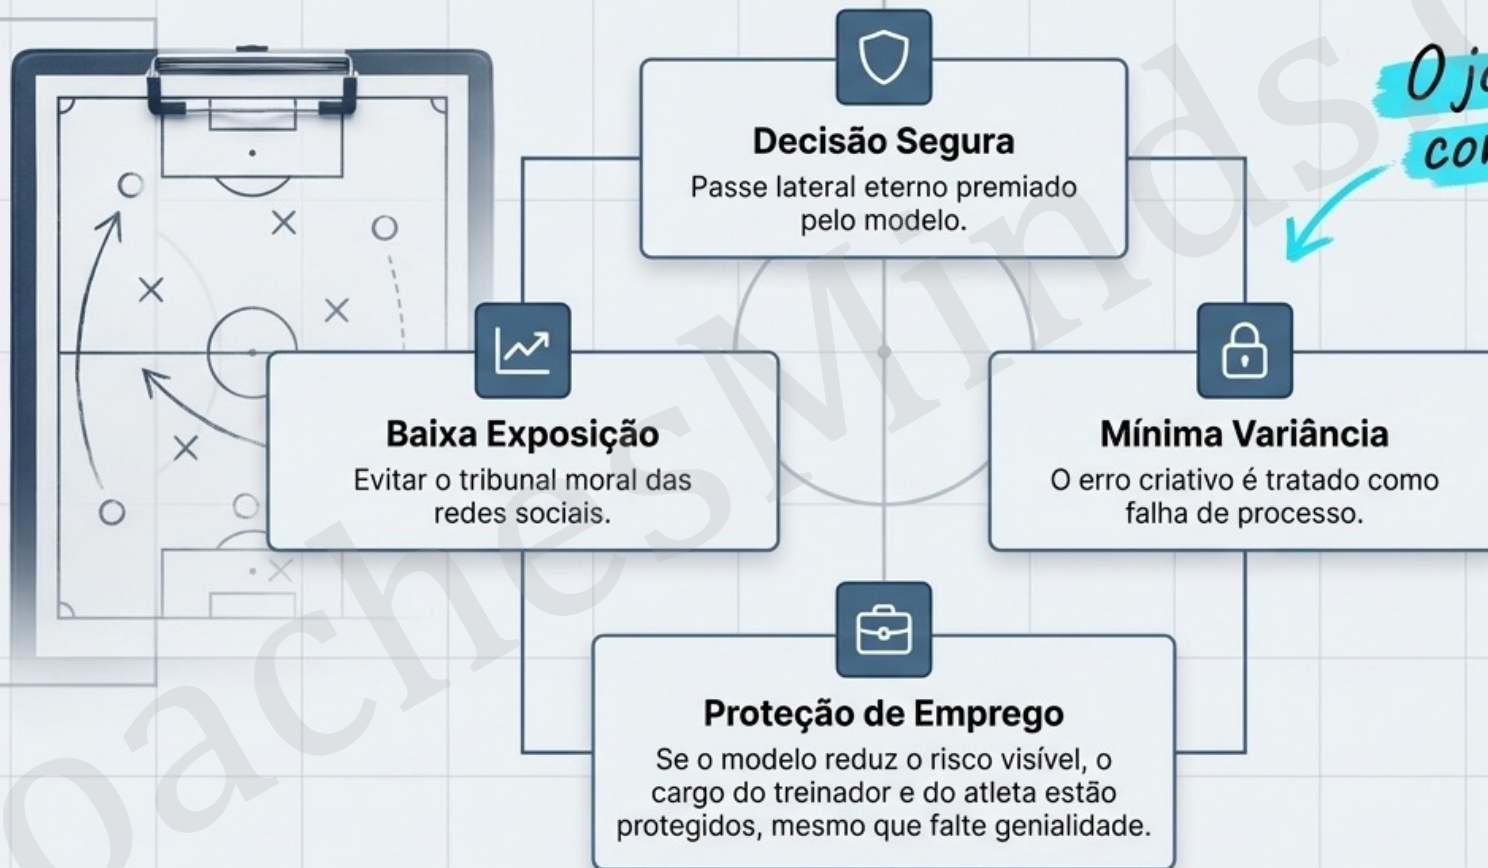 Decisão Segura
Passe lateral eterno premiado
pelo modelo.
Baixa Exposição
Evitar o tribunal moral das
redes sociais.
Mínima Variância
O erro criativo é tratado como
falha de processo.
Proteção de Emprego
Se o modelo reduz o risco visível, o
cargo do treinador e do atleta estão
protegidos, mesmo que falte genialidade.
O
oachesMinds